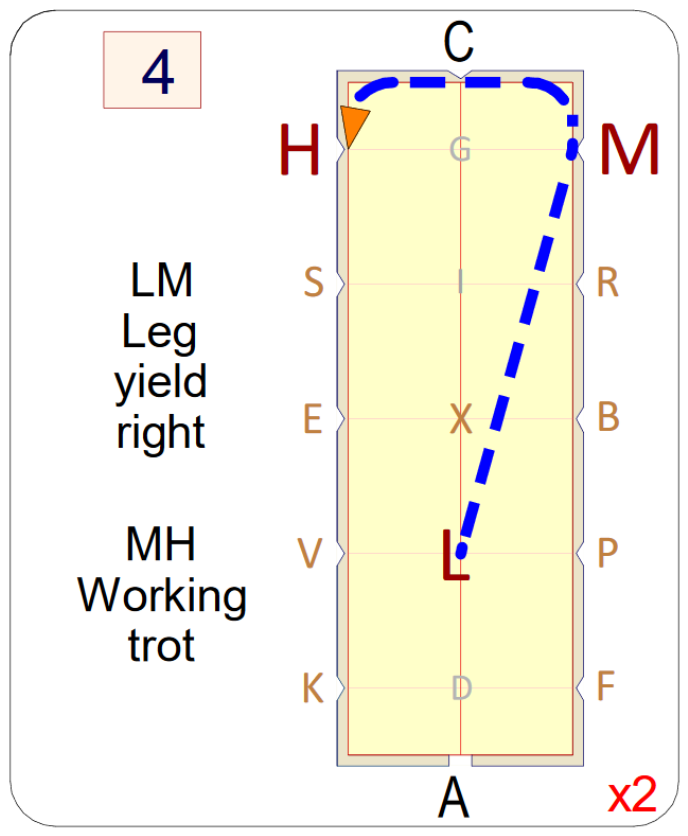 4
C
H G M
S I R
LM
Leg
yield
right
E X B
V L P
MH
Working
trot
K D F
A
x2